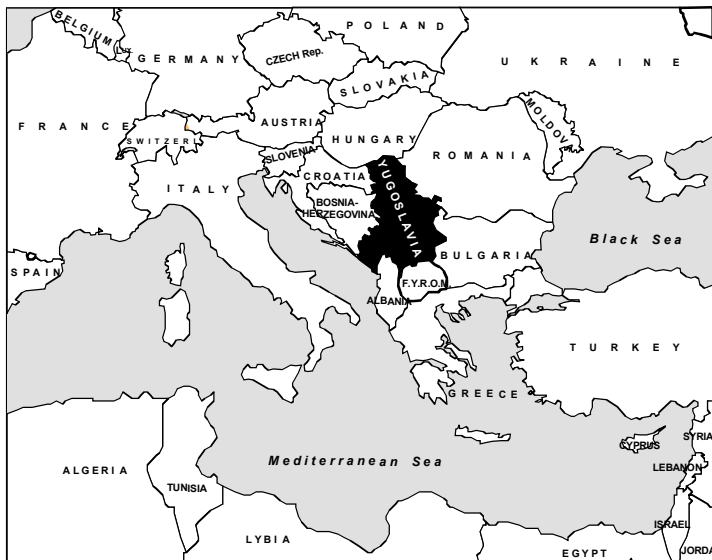 BELGIUM
Lux.
GERMANY
POLAND
CZECH Rep.
UKRAINE
SLOVAKIA
FRANCE
SWITZERL
AUSTRIA
HUNGARY
MOLDOVA
ROMANIA
SLOVENIA
CROATIA
ITALY
YUGOSLAVIA
BOSNIA-
HERZEGOVINA
Black Sea
BULGARIA
SPAIN
F.Y.R.O.M.
ALBANIA
TURKEY
GREECE
CYPRUS
SYRIA
Mediterranean Sea
LEBANON
ALGERIA
TUNISIA
ISRAEL
LYBIA
EGYPT
JORDA